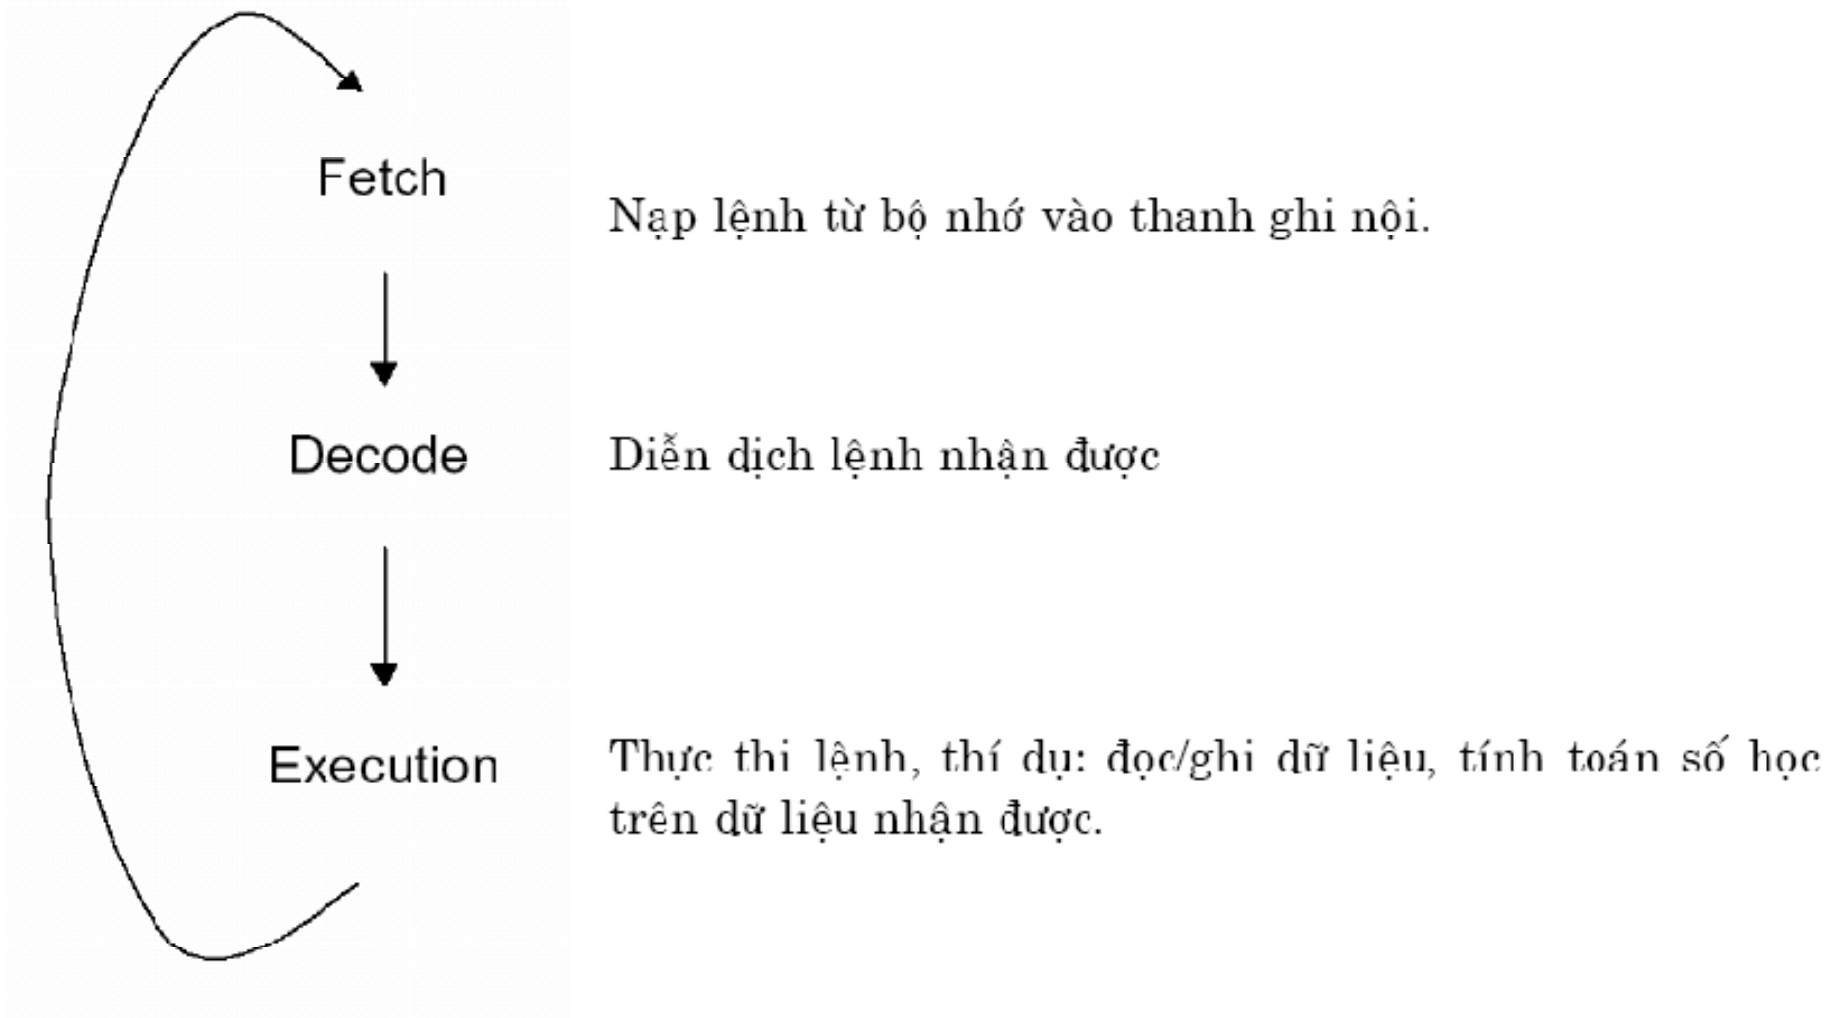 Fetch
Nạp lệnh từ bộ nhớ vào thanh ghi nội.
Decode
Diễn dịch lệnh nhận được
Execution
Thực thi lệnh, thí dụ: đọc/ghi dữ liệu, tính toán số học
trên dữ liệu nhận được.